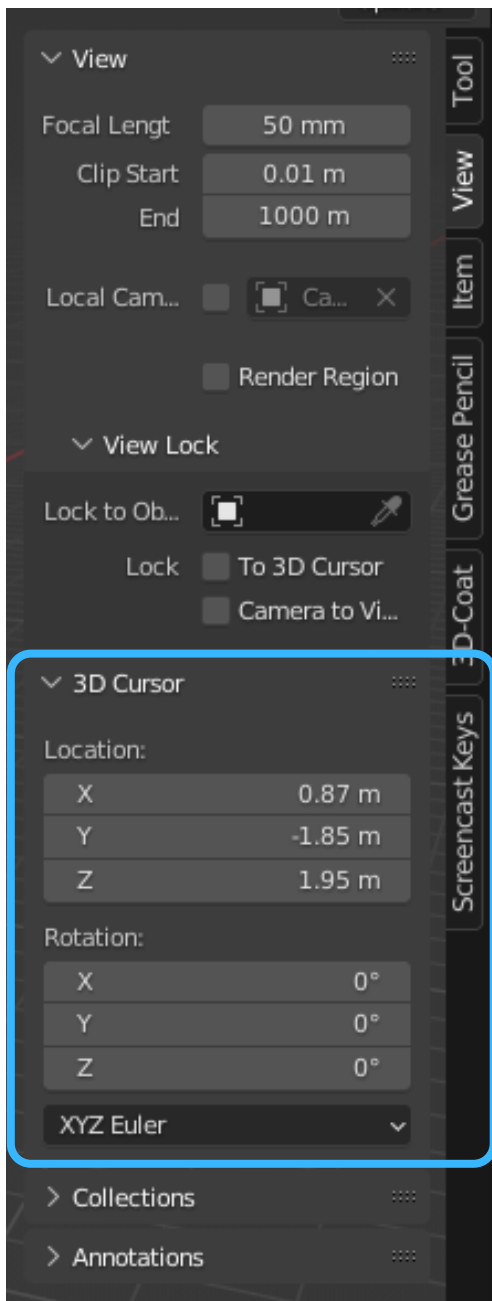 View
Focal Lengt 50 mm
Clip Start 0.01 m
End 1000 m
Local Cam... Ca...
Render Region
View Lock
Lock to Ob...
Lock To 3D Cursor
Camera to Vi...
3D Cursor
Location:
X 0.87 m
Y -1.85 m
Z 1.95 m
Rotation:
X 0°
Y 0°
Z 0°
XYZ Euler
Collections
Annotations
Tool
View
Item
Grease Pencil
3D-Coat
Screencast Keys